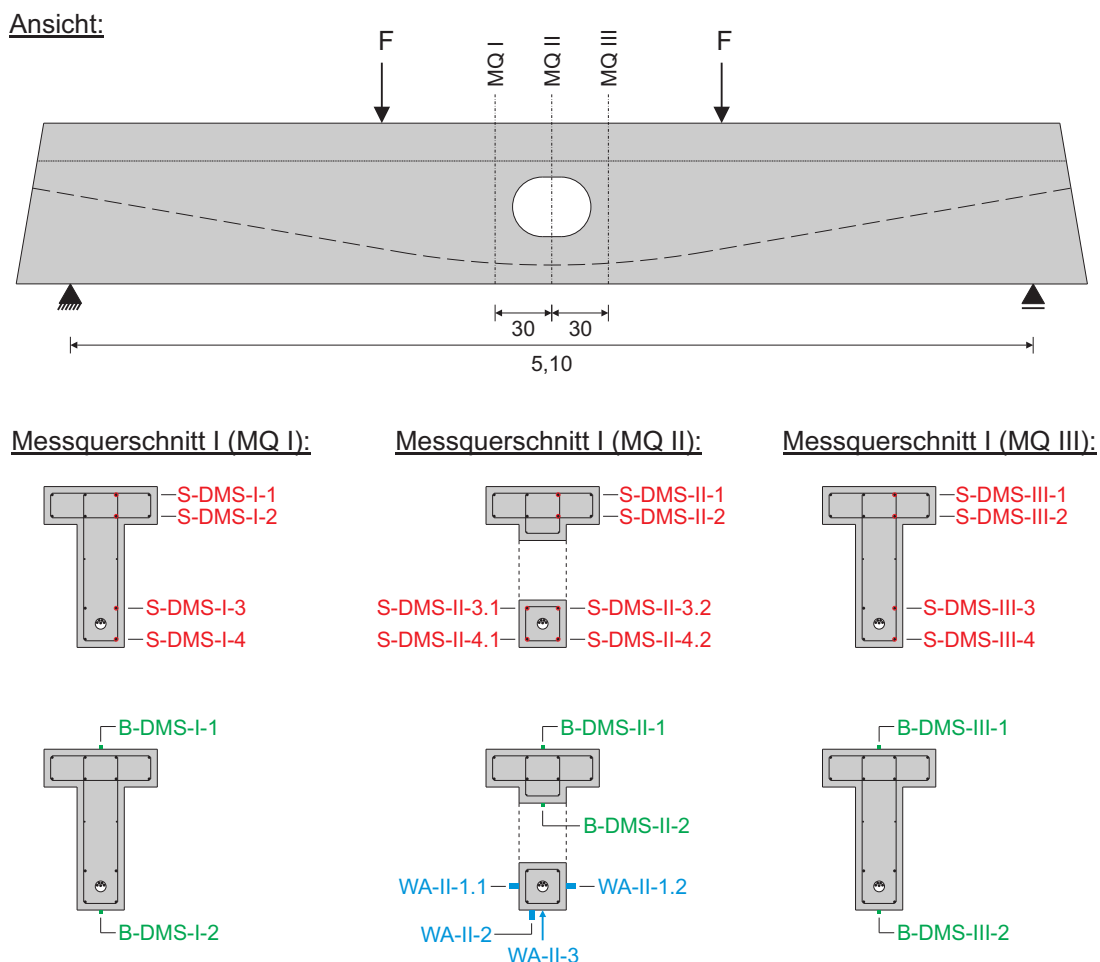 Ansicht:
F
MQ I
MQ II
MQ III
F
30
30
5,10
Messquerschnitt I (MQ I):
Messquerschnitt I (MQ II):
Messquerschnitt I (MQ III):
S-DMS-I-1
S-DMS-I-2
S-DMS-I-3
S-DMS-I-4
S-DMS-II-1
S-DMS-II-2
S-DMS-II-3.1
S-DMS-II-3.2
S-DMS-II-4.1
S-DMS-II-4.2
S-DMS-III-1
S-DMS-III-2
S-DMS-III-3
S-DMS-III-4
B-DMS-I-1
B-DMS-I-2
B-DMS-II-1
B-DMS-II-2
WA-II-1.1
WA-II-1.2
WA-II-2
WA-II-3
B-DMS-III-1
B-DMS-III-2